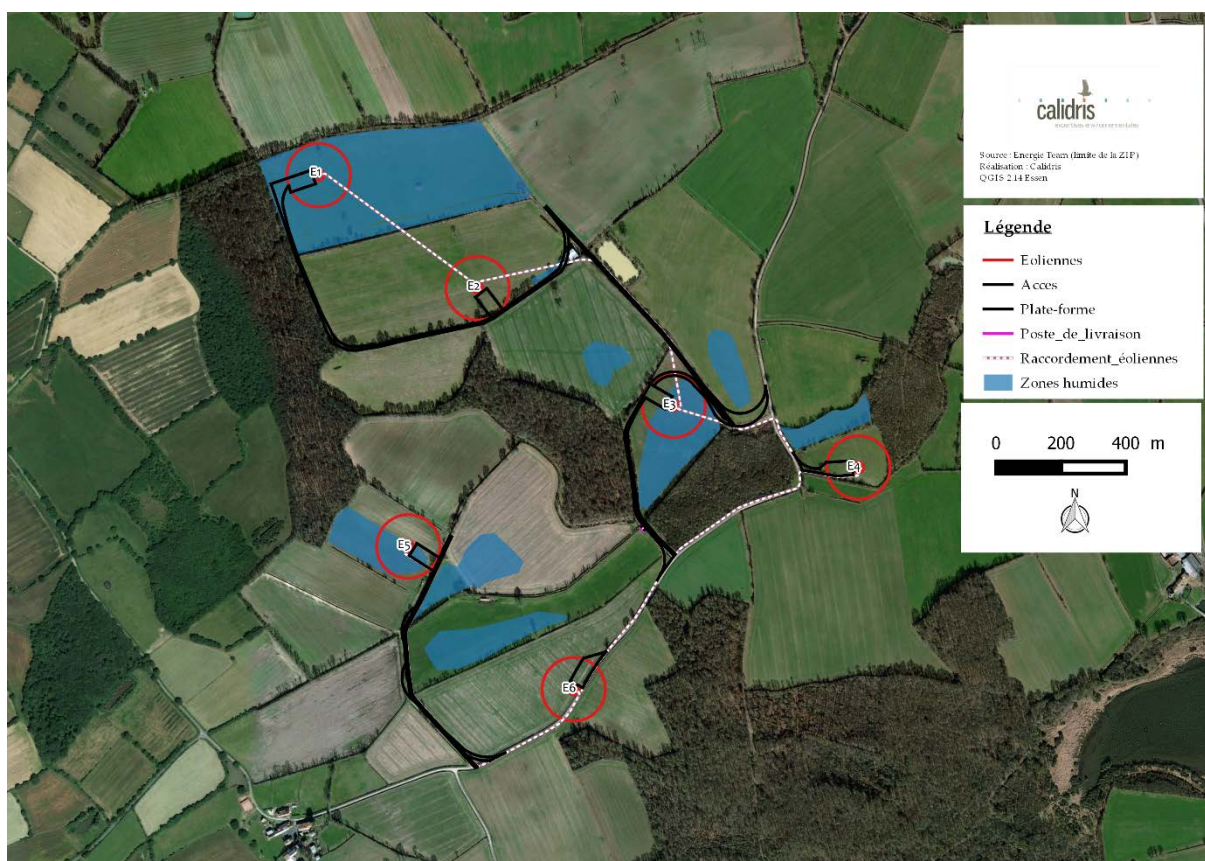 calidris
Source : Energie Team (limite de la ZIP)
Réalisation : Calidris
QGIS 2.14 Essen
Légende
Eoliennes
Acces
Plate-forme
Poste_de_livraison
Raccordement_éoliennes
Zones humides
0 200 400 m
N
E1
E2
E3
E4
E5
E6